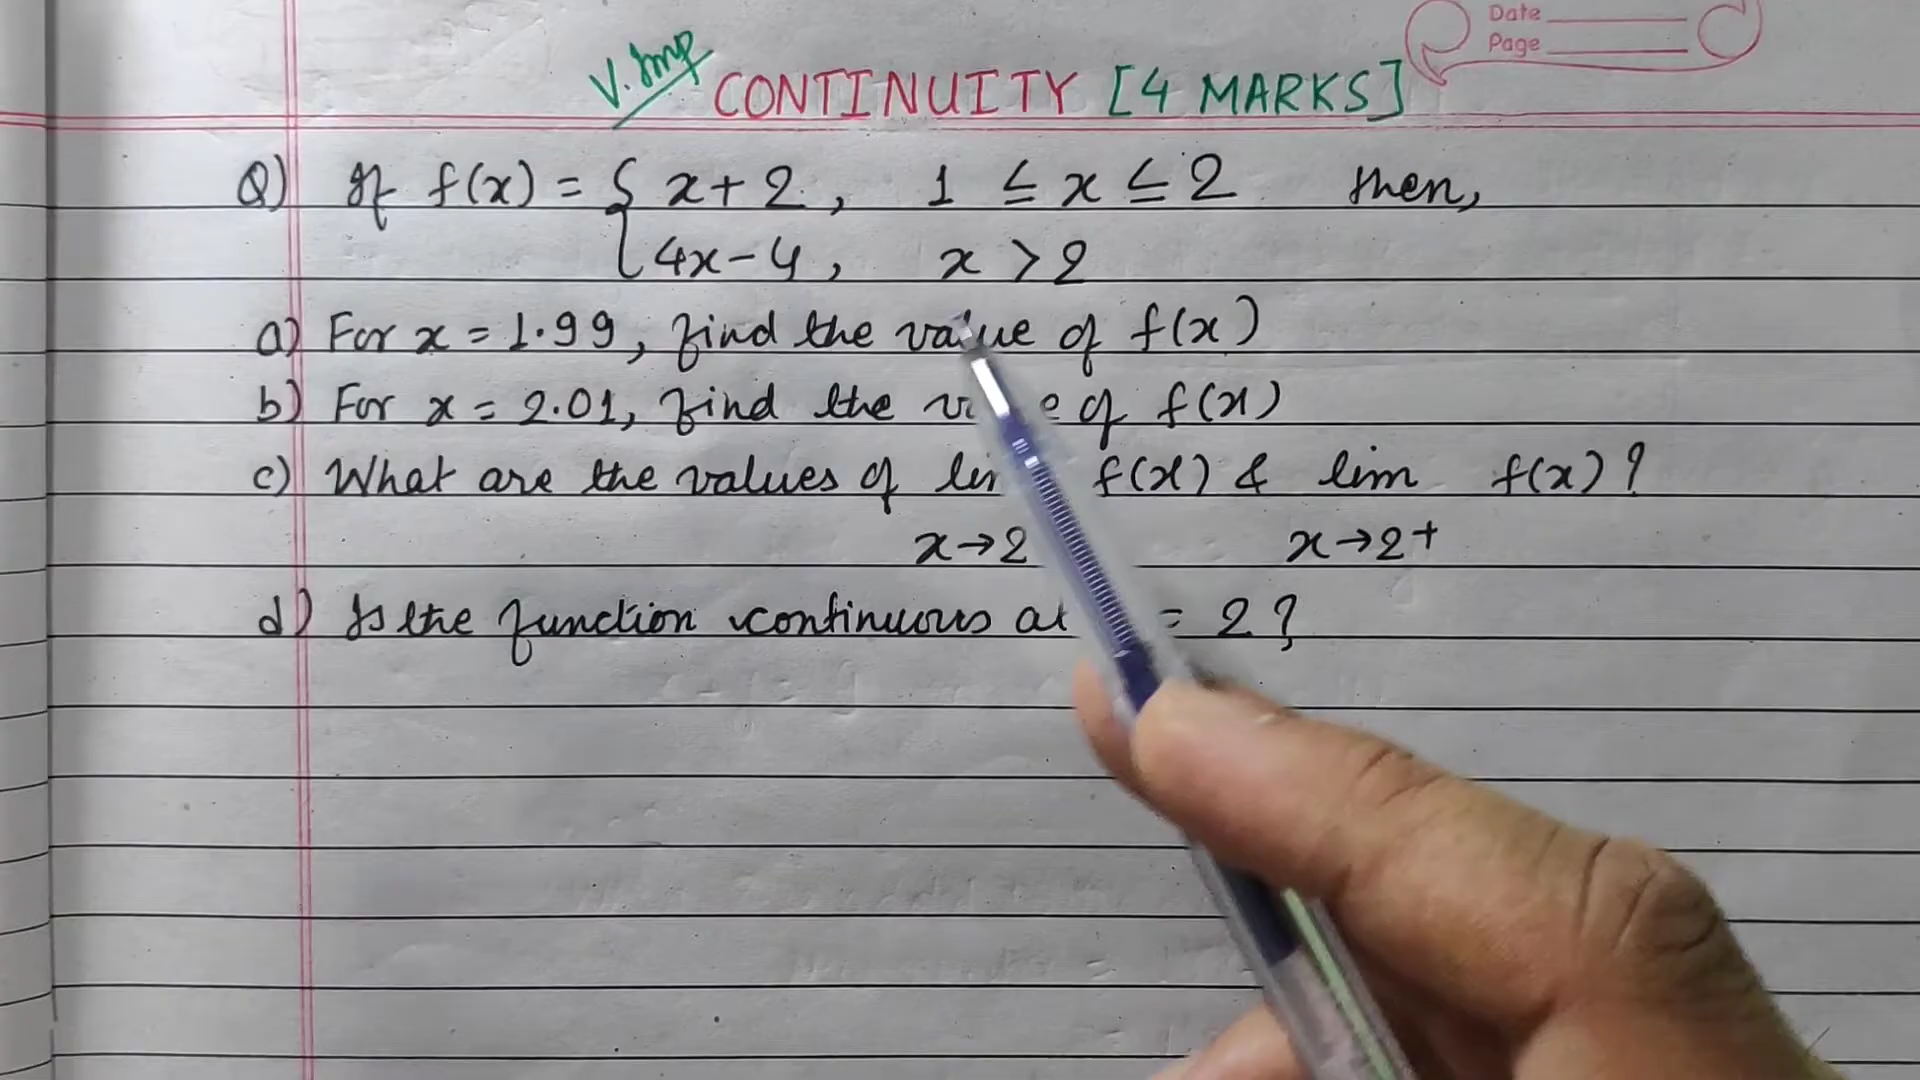 Date
Page
V. Imp CONTINUITY [4 MARKS]
Q) If f(x) = { x+2, 1 ≤ x ≤ 2 then,
4x-4, x > 2
a) For x = 1.99, find the value of f(x)
b) For x = 2.01, find the of f(x)
c) What are the values of f(x) & lim f(x) ?
x→2 x→2+
d) Is the function continuous at = 2 ?